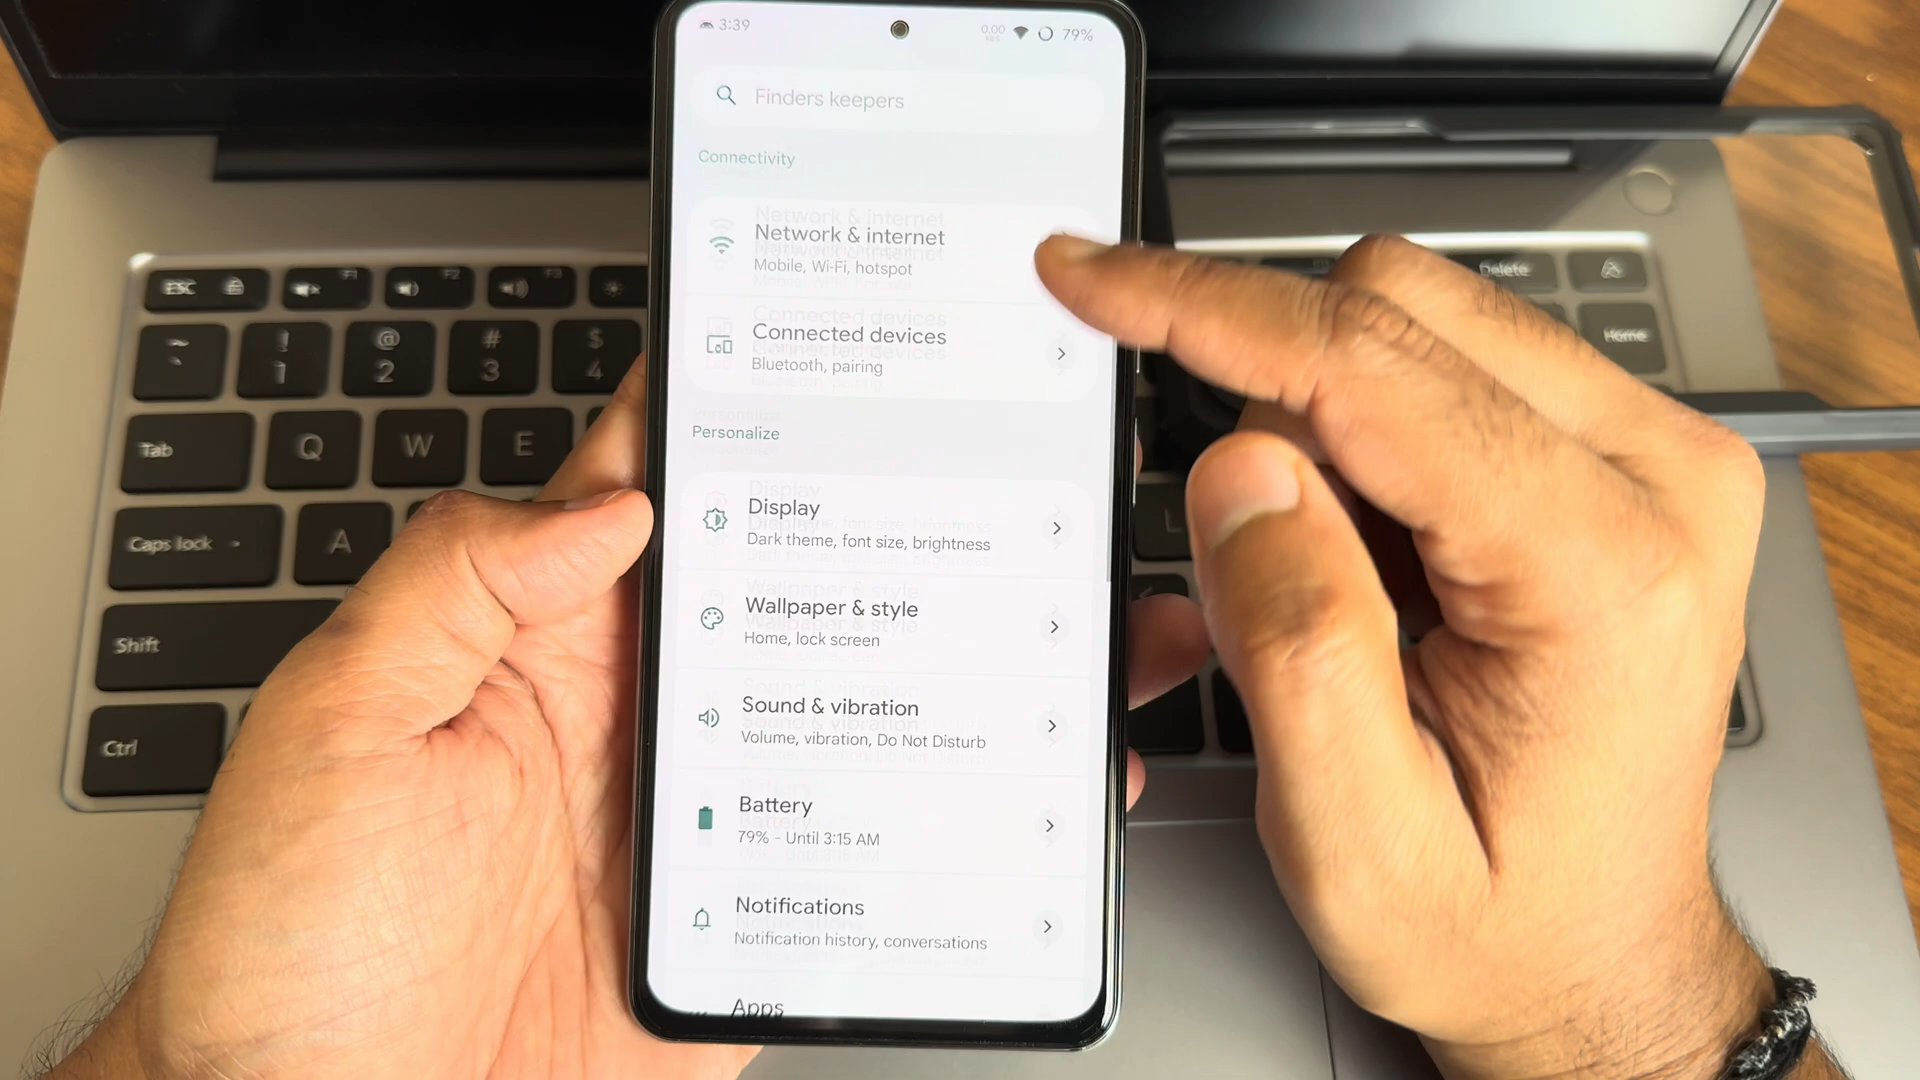 3:39
0.00
79%
Finders keepers
Connectivity
Network & internet
Mobile, Wi-Fi, hotspot
Connected devices
Bluetooth, pairing
Personalize
Display
Dark theme, font size, brightness
Wallpaper & style
Home, lock screen
Sound & vibration
Volume, vibration, Do Not Disturb
Battery
79% - Until 3:15 AM
Notifications
Notification history, conversations
Apps
ESC
F1
F2
F3
Delete
~
`
!
1
@
2
#
3
$
4
Home
Tab
Q
W
E
Caps lock
A
L
Shift
Ctrl